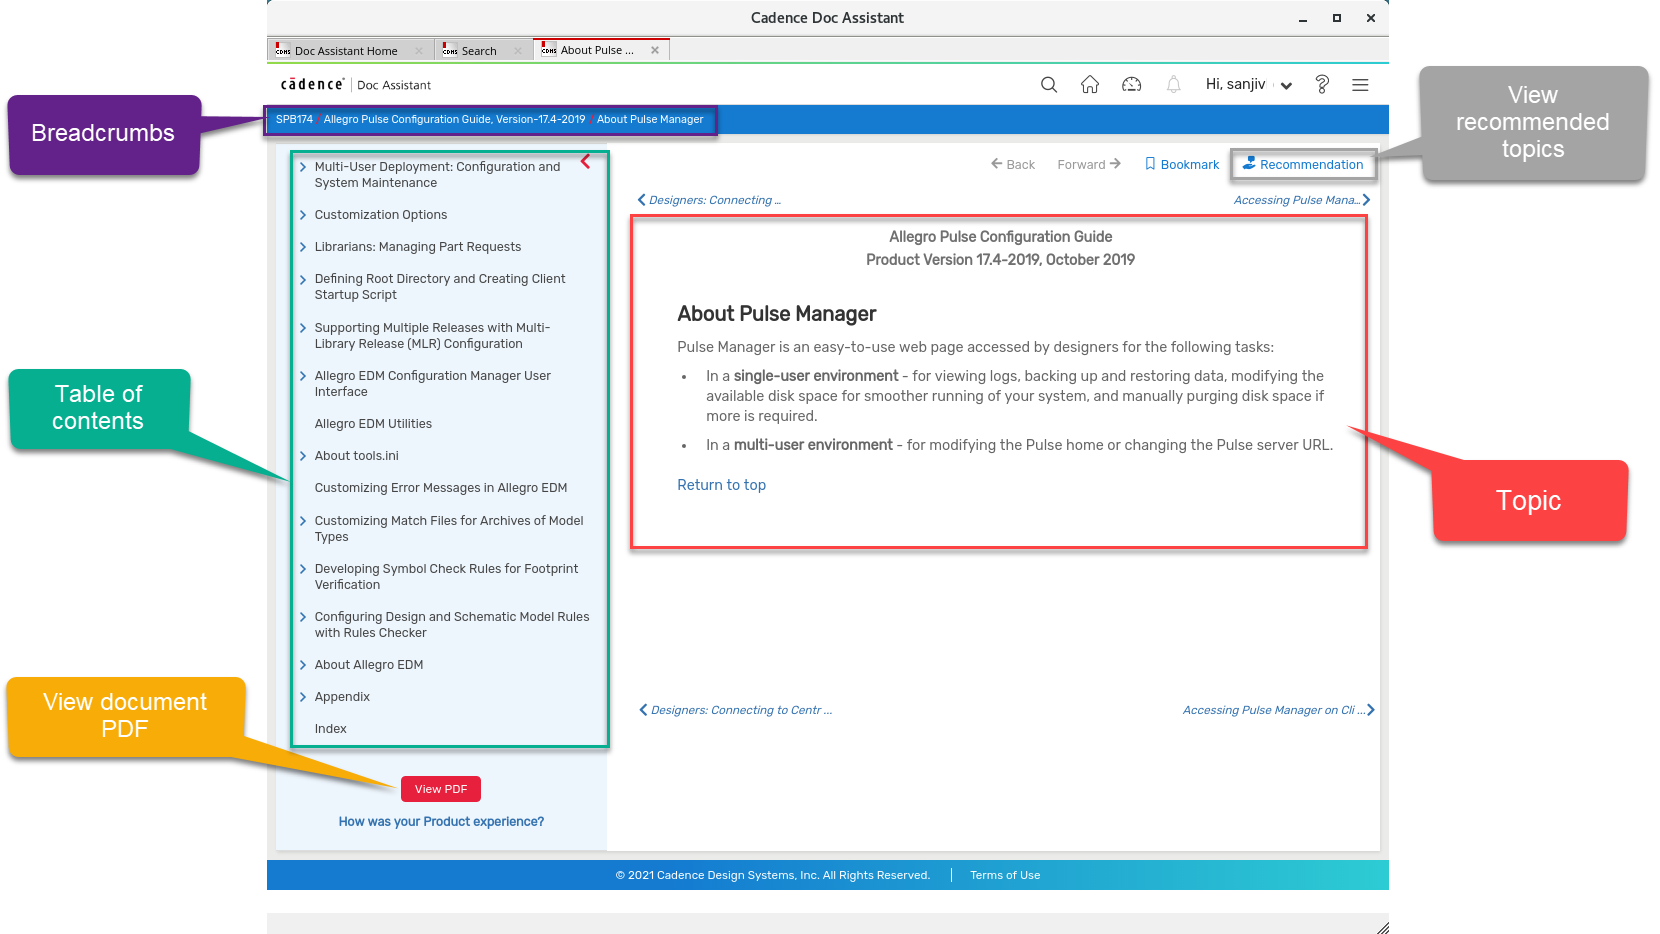 Cadence Doc Assistant
CDNS Doc Assistant Home
CDNS Search
CDNS About Pulse ...
cādence® | Doc Assistant
Hi, sanjiv
SPB174 / Allegro Pulse Configuration Guide, Version-17.4-2019 / About Pulse Manager
Breadcrumbs
View
recommended
topics
Multi-User Deployment: Configuration and
System Maintenance
Customization Options
Librarians: Managing Part Requests
Defining Root Directory and Creating Client
Startup Script
Supporting Multiple Releases with Multi-
Library Release (MLR) Configuration
Allegro EDM Configuration Manager User
Interface
Allegro EDM Utilities
About tools.ini
Customizing Error Messages in Allegro EDM
Customizing Match Files for Archives of Model
Types
Developing Symbol Check Rules for Footprint
Verification
Configuring Design and Schematic Model Rules
with Rules Checker
About Allegro EDM
Appendix
Index
Table of
contents
View document
PDF
View PDF
How was your Product experience?
Back
Forward
Bookmark
Recommendation
Designers: Connecting ...
Accessing Pulse Mana...
Allegro Pulse Configuration Guide
Product Version 17.4-2019, October 2019
About Pulse Manager
Pulse Manager is an easy-to-use web page accessed by designers for the following tasks:
• In a single-user environment - for viewing logs, backing up and restoring data, modifying the
available disk space for smoother running of your system, and manually purging disk space if
more is required.
• In a multi-user environment - for modifying the Pulse home or changing the Pulse server URL.
Return to top
Topic
Designers: Connecting to Centr ...
Accessing Pulse Manager on Cli ...
© 2021 Cadence Design Systems, Inc. All Rights Reserved. | Terms of Use